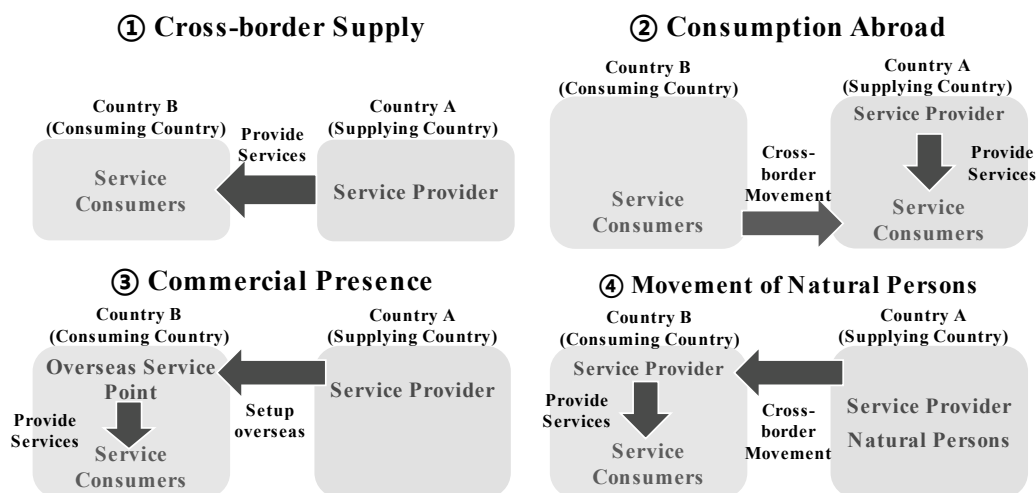 ① Cross-border Supply
Country B
(Consuming Country)
Country A
(Supplying Country)
Provide
Services
Service
Consumers
Service Provider
② Consumption Abroad
Country B
(Consuming Country)
Country A
(Supplying Country)
Service Provider
Provide
Services
Cross-
border
Movement
Service
Consumers
Service
Consumers
③ Commercial Presence
Country B
(Consuming Country)
Country A
(Supplying Country)
Overseas Service
Point
Service Provider
Setup
overseas
Provide
Services
Service
Consumers
④ Movement of Natural Persons
Country B
(Consuming Country)
Country A
(Supplying Country)
Service Provider
Provide
Services
Cross-
border
Movement
Service Provider
Natural Persons
Service
Consumers